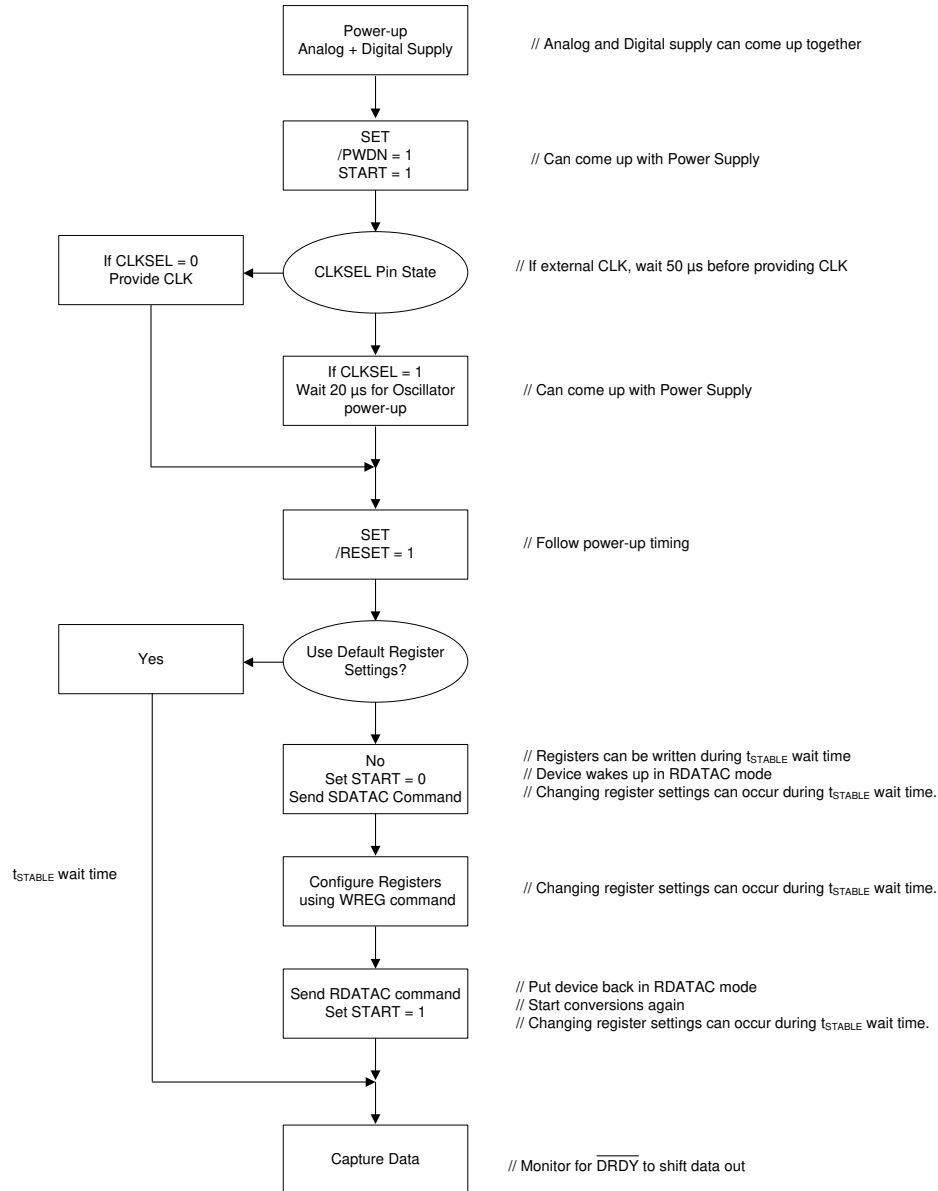 Power-up
Analog + Digital Supply
// Analog and Digital supply can come up together
SET
/PWDN = 1
START = 1
// Can come up with Power Supply
If CLKSEL = 0
Provide CLK
CLKSEL Pin State
// If external CLK, wait 50 µs before providing CLK
If CLKSEL = 1
Wait 20 µs for Oscillator
power-up
// Can come up with Power Supply
SET
/RESET = 1
// Follow power-up timing
Yes
Use Default Register
Settings?
No
Set START = 0
Send SDATAC Command
// Registers can be written during tSTABLE wait time
// Device wakes up in RDATAC mode
// Changing register settings can occur during tSTABLE wait time.
tSTABLE wait time
Configure Registers
using WREG command
// Changing register settings can occur during tSTABLE wait time.
Send RDATAC command
Set START = 1
// Put device back in RDATAC mode
// Start conversions again
// Changing register settings can occur during tSTABLE wait time.
Capture Data
// Monitor for DRDY to shift data out